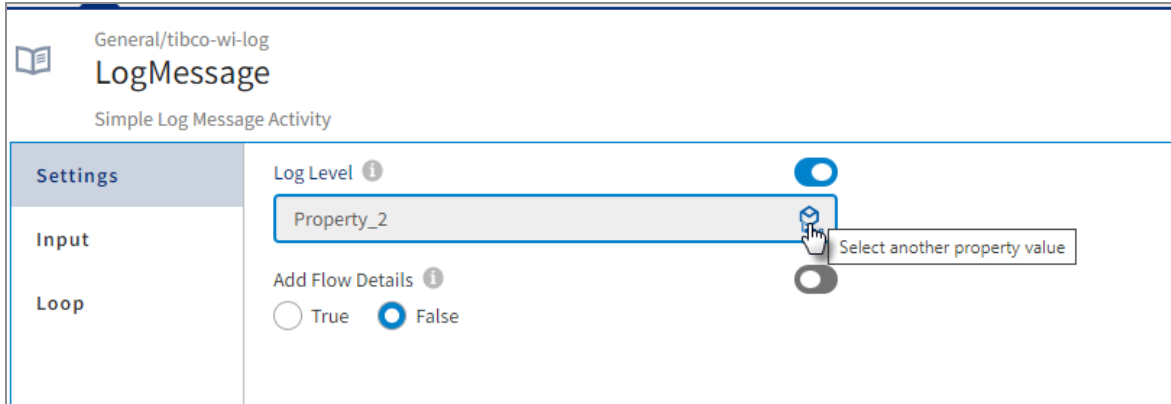 General/tibco-wi-log
LogMessage
Simple Log Message Activity
Settings
Log Level
Property_2
Select another property value
Input
Add Flow Details
Loop
True False